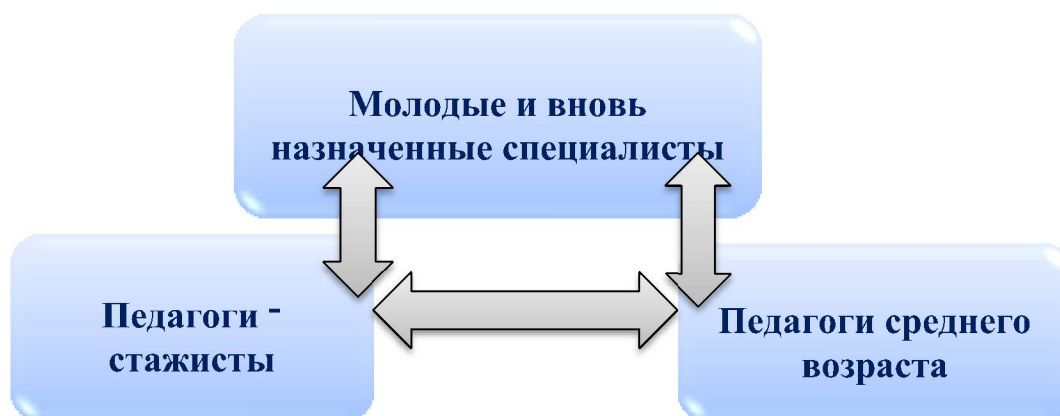 Молодые и вновь
назначенные специалисты
Педагоги -
стажисты
Педагоги среднего
возраста